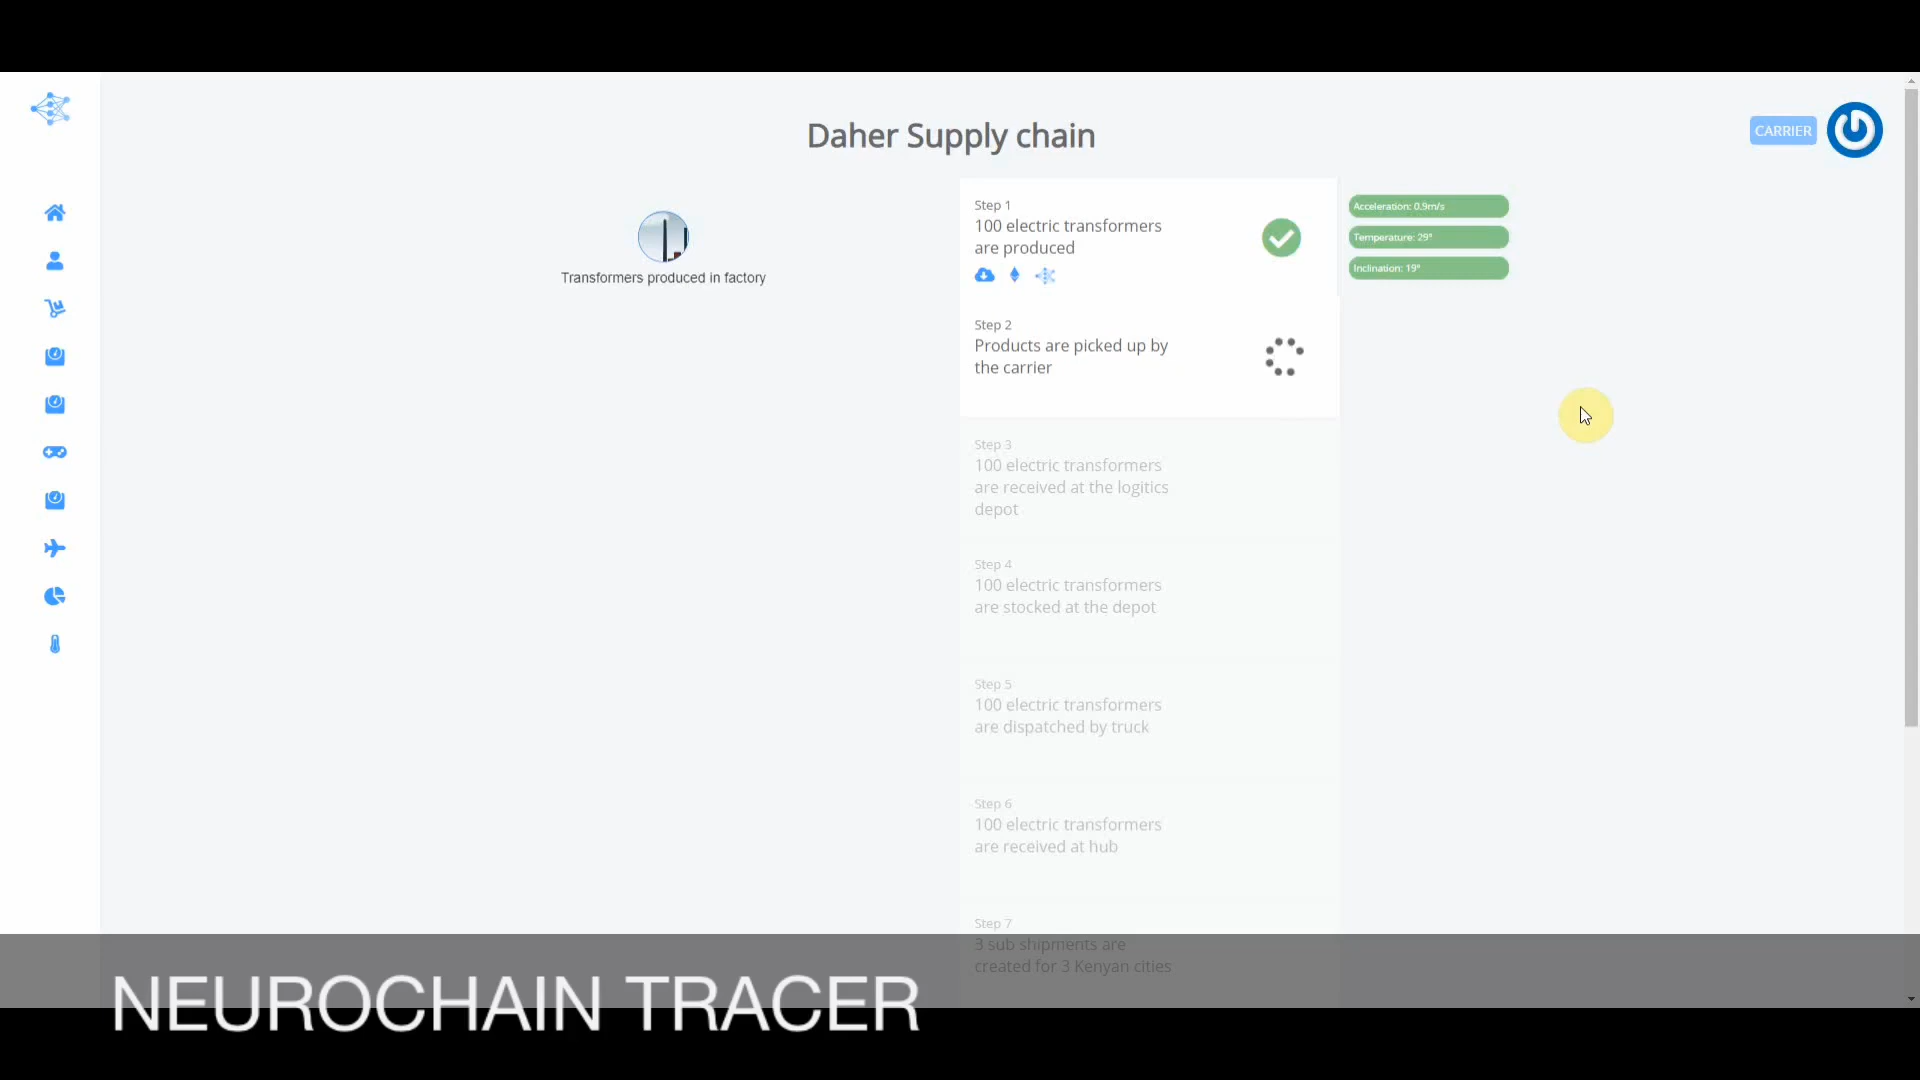 Daher Supply chain
CARRIER
Transformers produced in factory
Step 1
100 electric transformers
are produced
Acceleration: 0.9m/s
Temperature: 29°
Inclination: 19°
Step 2
Products are picked up by
the carrier
Step 3
100 electric transformers
are received at the logitics
depot
Step 4
100 electric transformers
are stocked at the depot
Step 5
100 electric transformers
are dispatched by truck
Step 6
100 electric transformers
are received at hub
Step 7
3 sub shipments are
created for 3 Kenyan cities
NEUROCHAIN TRACER